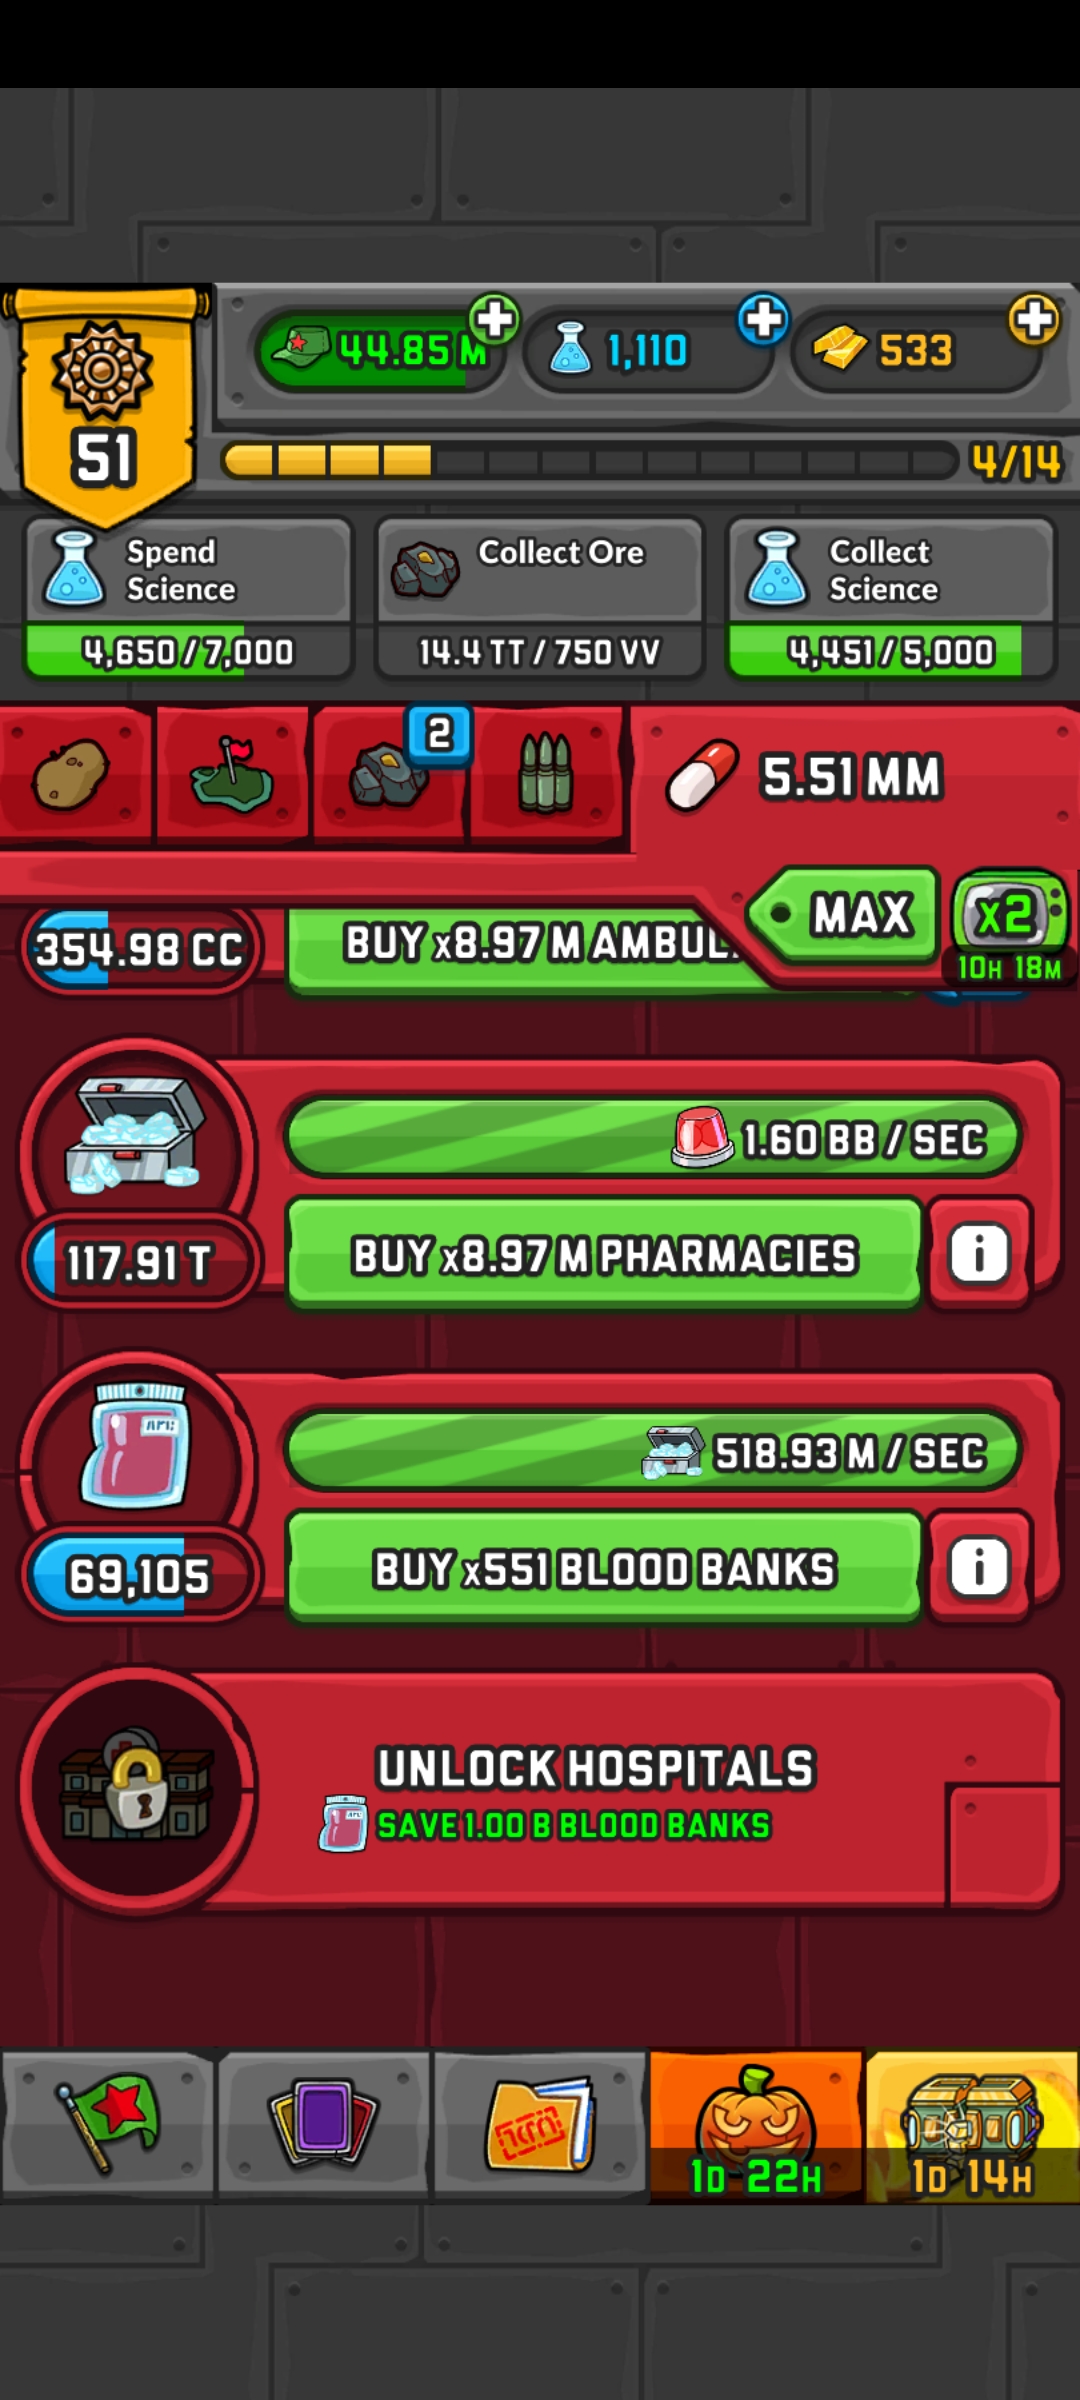 51
44.85 M
1,110
533
4/14
Spend
Science
4,650 / 7,000
Collect Ore
14.4 TT / 750 VV
Collect
Science
4,451 / 5,000
2
5.51 MM
MAX
x2
10H 18M
354.98 CC
BUY x8.97 M AMBUL
1.60 BB / SEC
117.91 T
BUY x8.97 M PHARMACIES
i
518.93 M / SEC
69,105
BUY x551 BLOOD BANKS
i
UNLOCK HOSPITALS
SAVE 1.00 B BLOOD BANKS
1D 22H
1D 14H